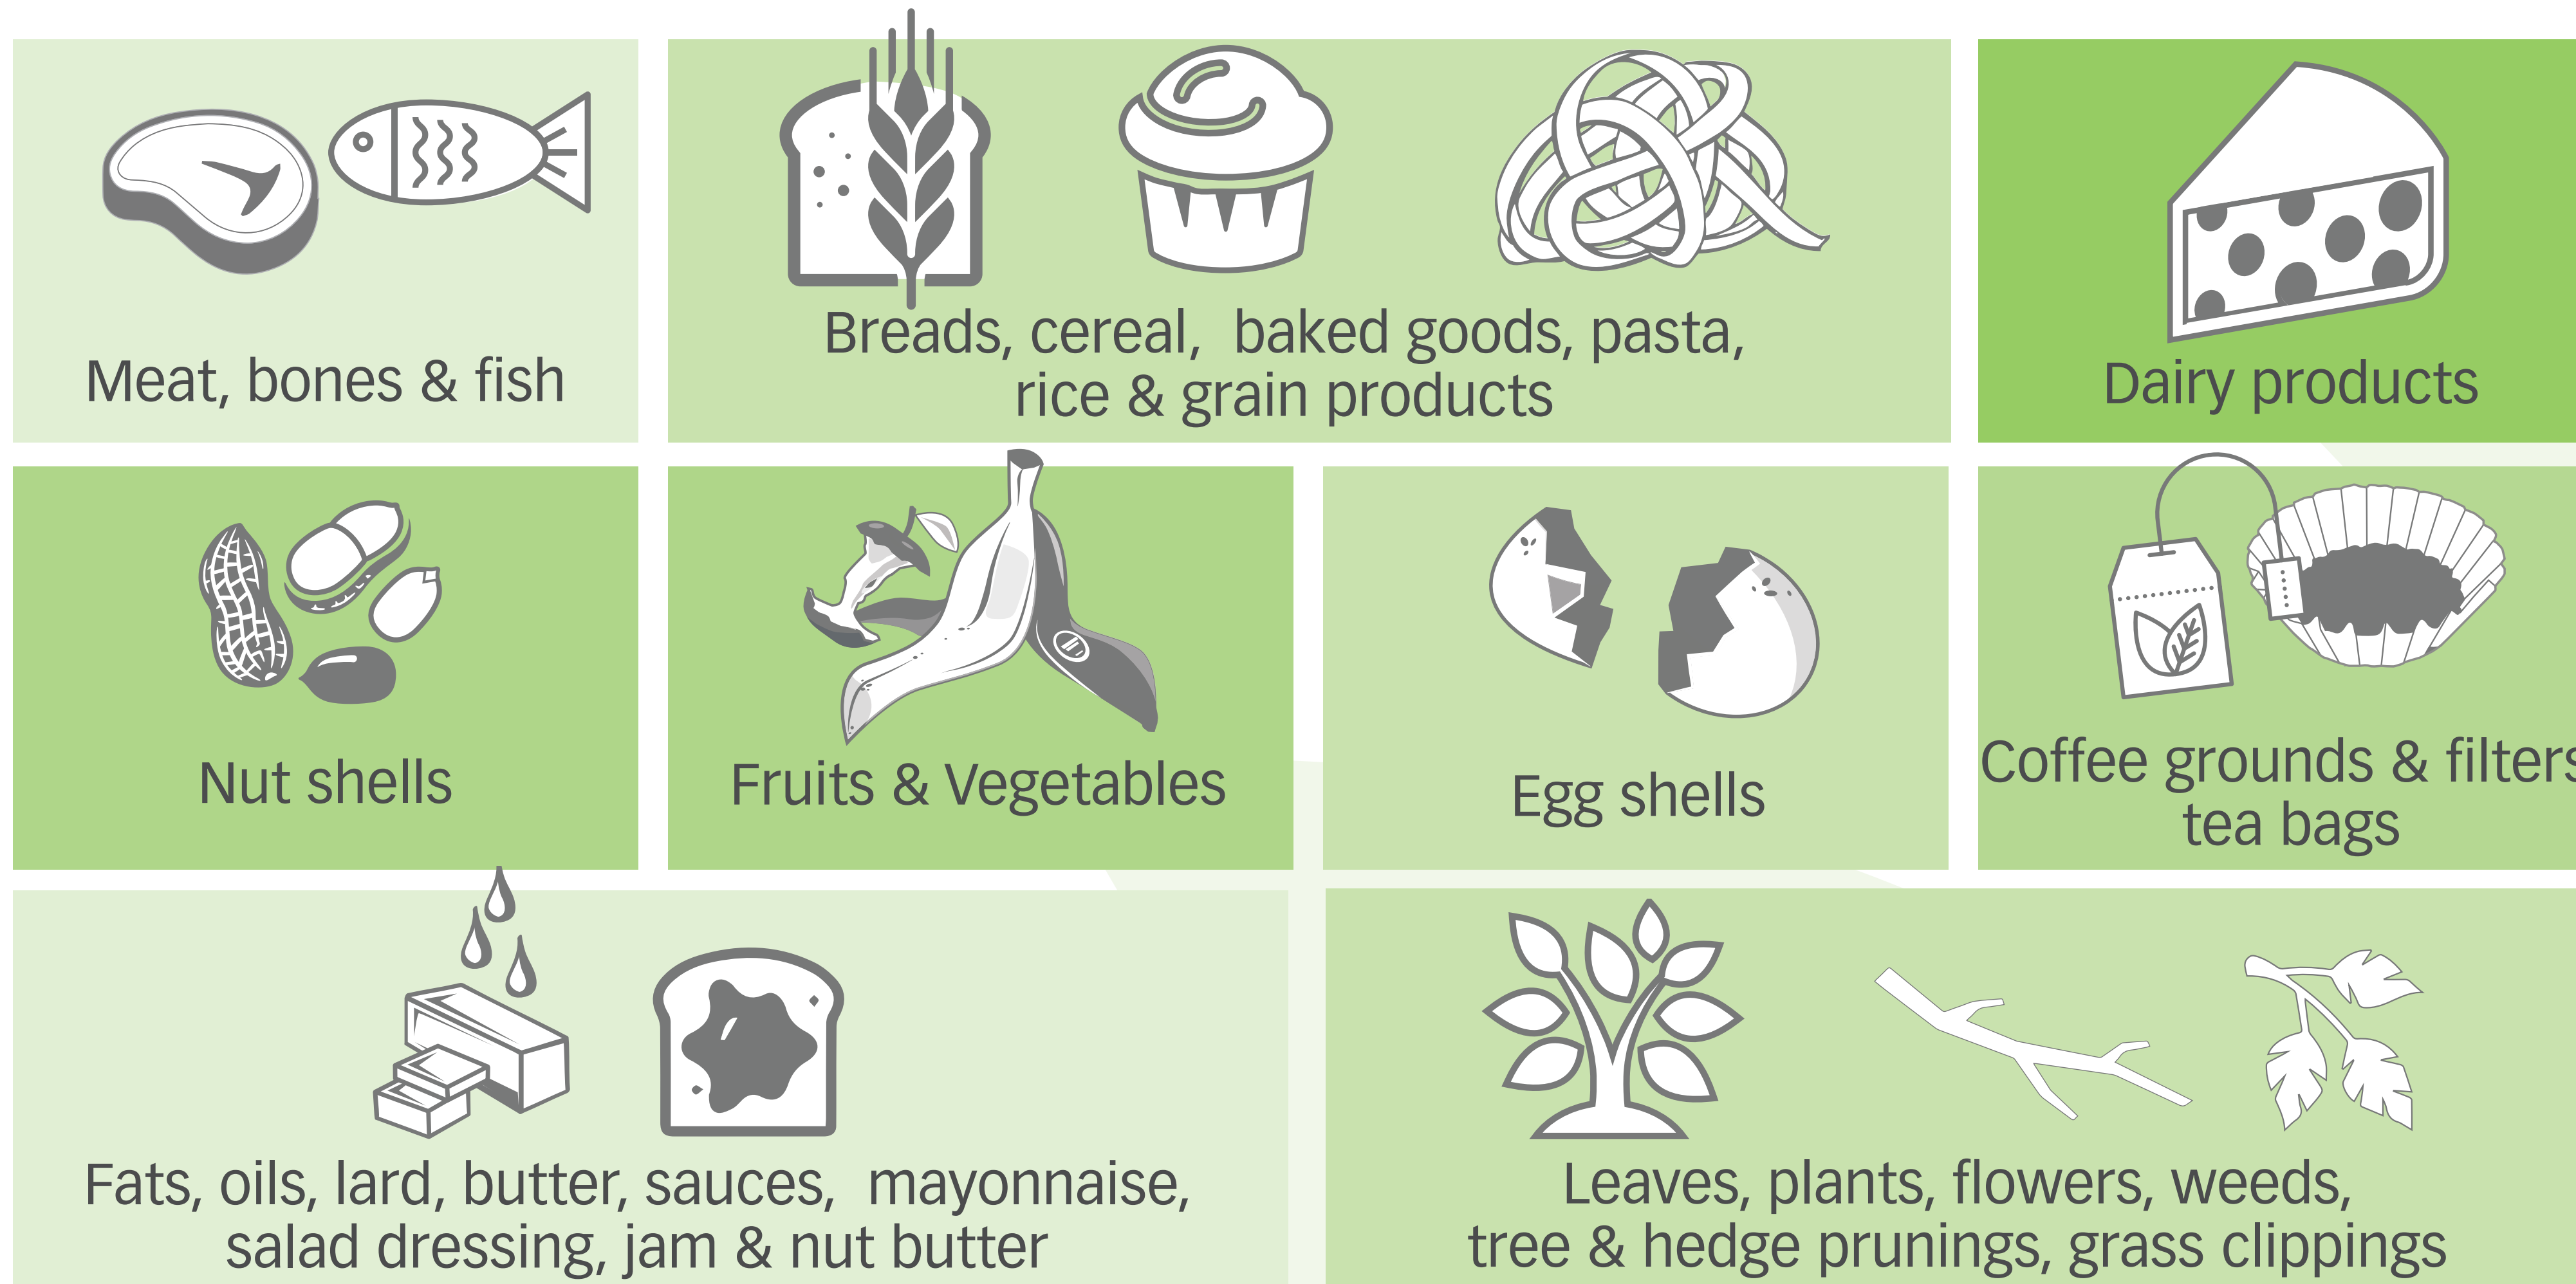 Meat, bones & fish
Breads, cereal, baked goods, pasta,
rice & grain products
Dairy products
Nut shells
Fruits & Vegetables
Egg shells
Coffee grounds & filters
tea bags
Fats, oils, lard, butter, sauces, mayonnaise,
salad dressing, jam & nut butter
Leaves, plants, flowers, weeds,
tree & hedge prunings, grass clippings